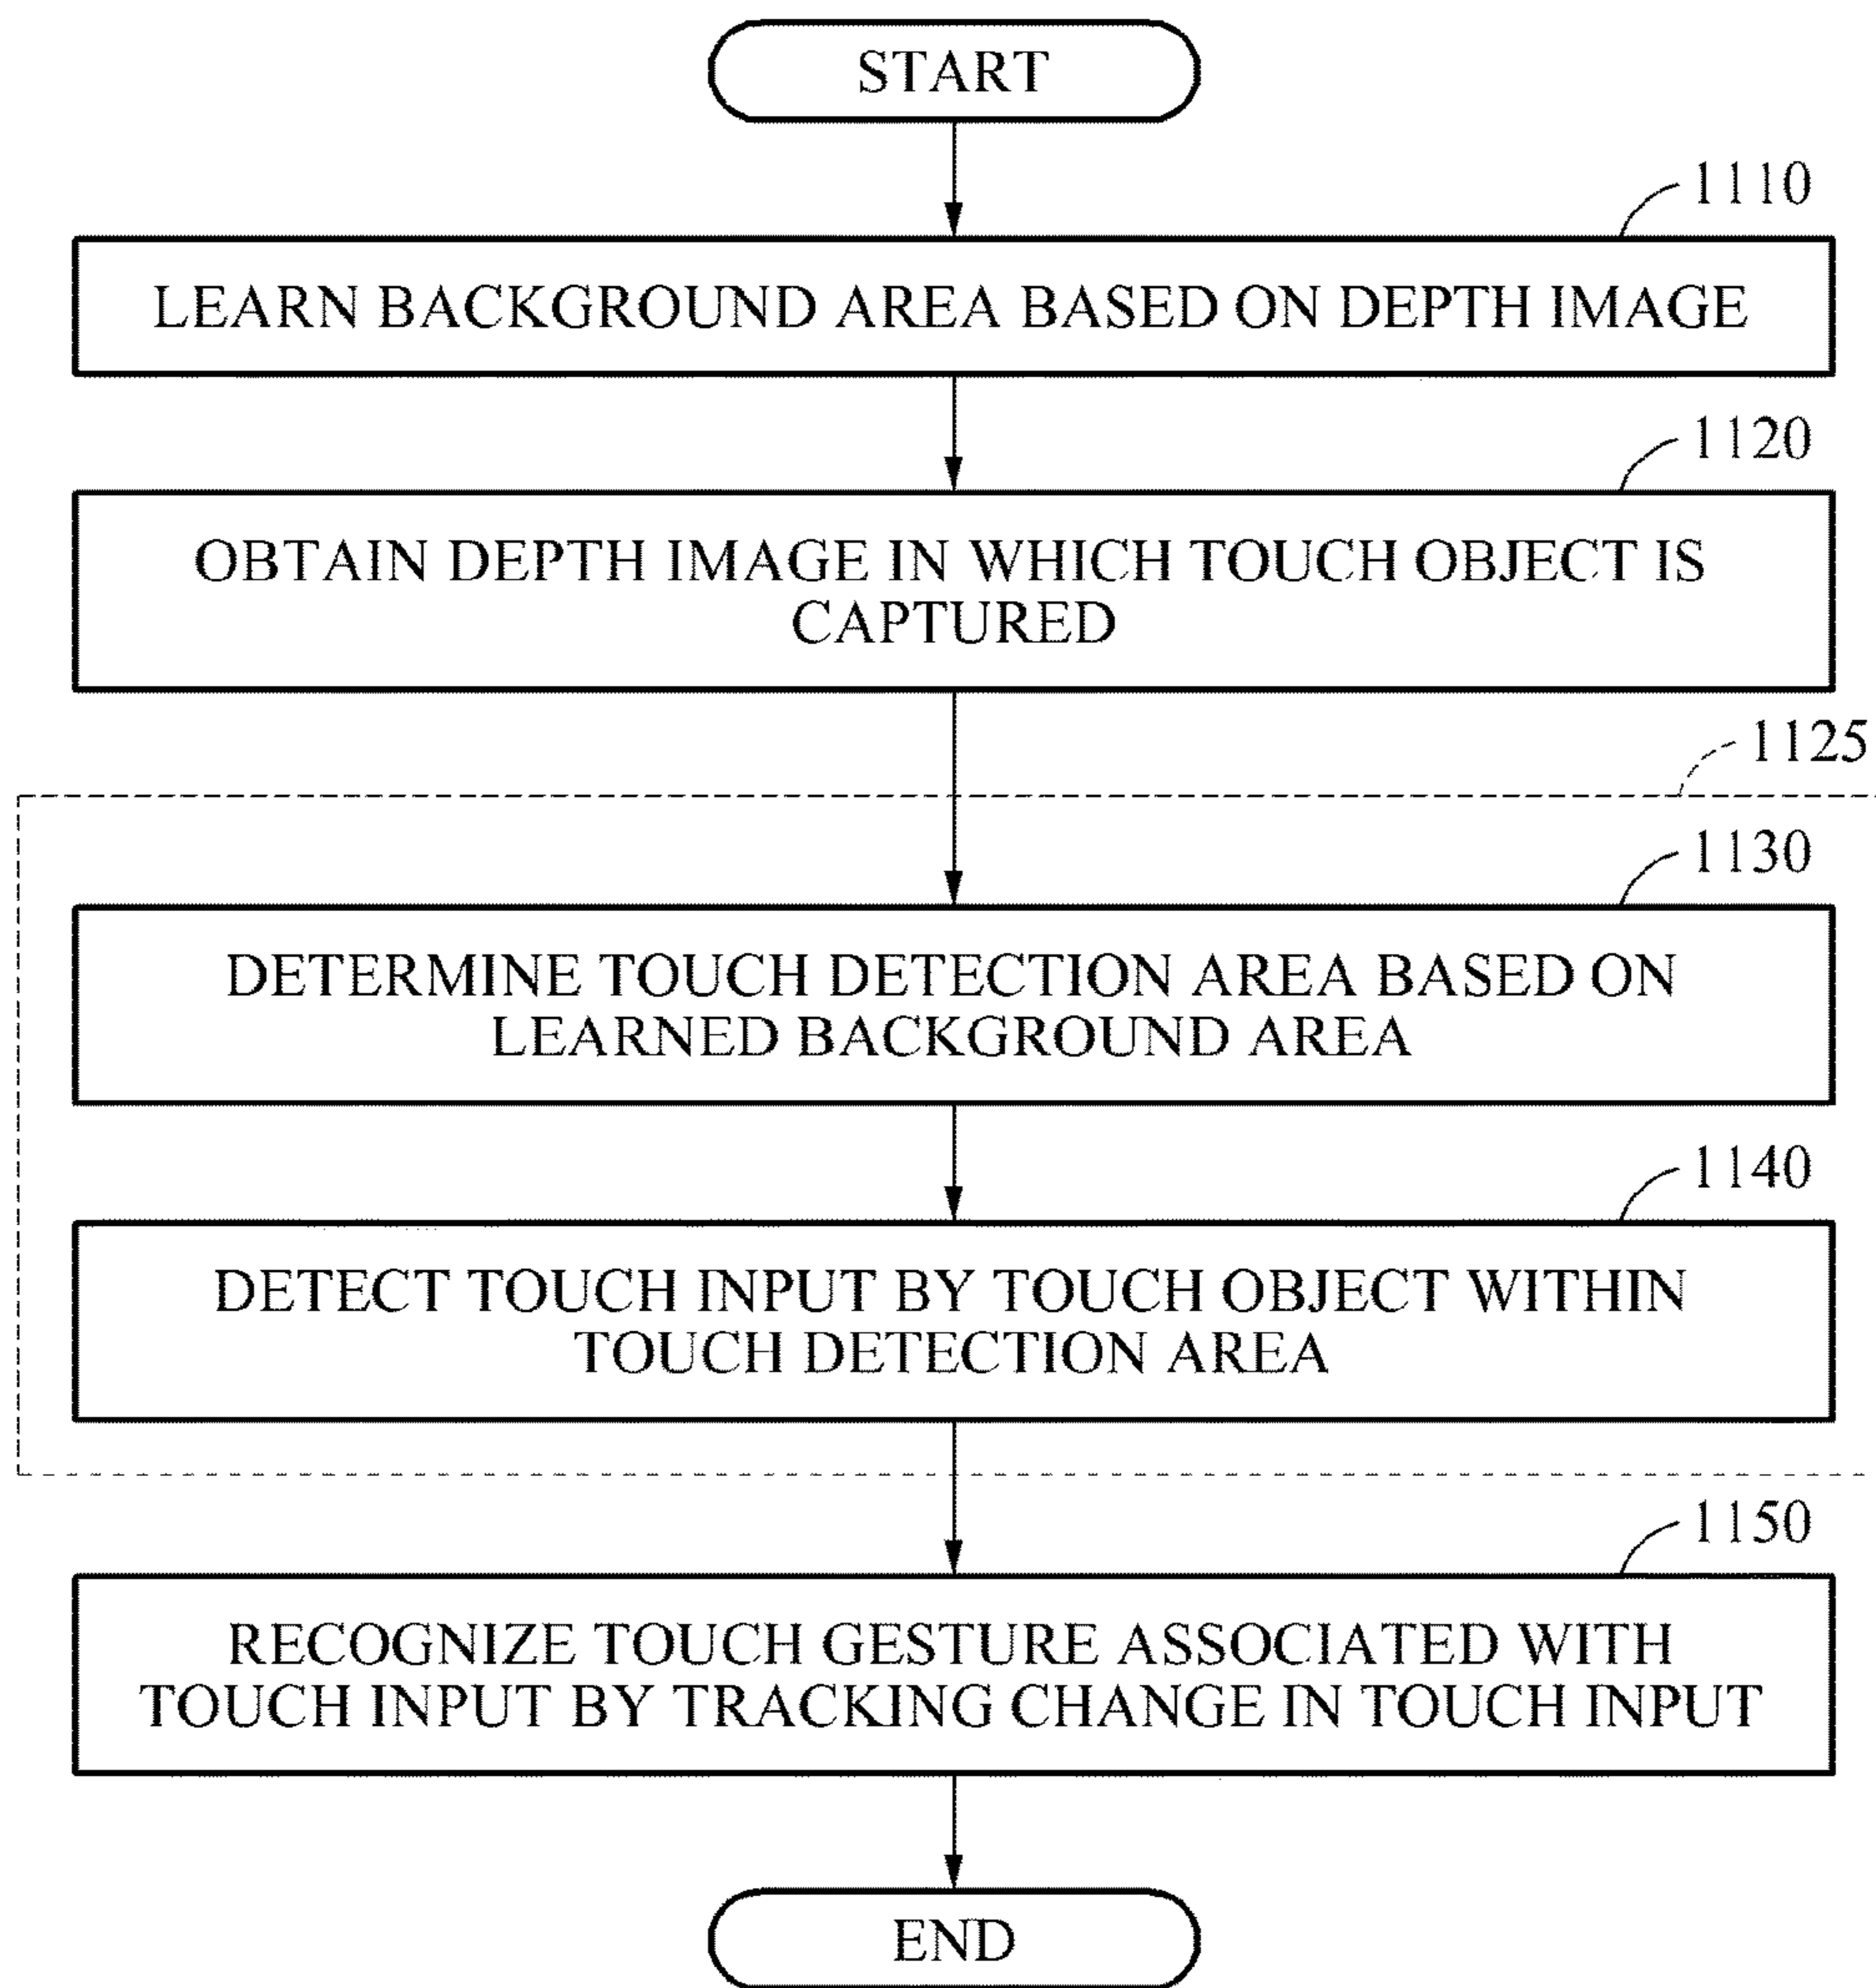 START
1110
LEARN BACKGROUND AREA BASED ON DEPTH IMAGE
1120
OBTAIN DEPTH IMAGE IN WHICH TOUCH OBJECT IS
CAPTURED
1125
1130
DETERMINE TOUCH DETECTION AREA BASED ON
LEARNED BACKGROUND AREA
1140
DETECT TOUCH INPUT BY TOUCH OBJECT WITHIN
TOUCH DETECTION AREA
1150
RECOGNIZE TOUCH GESTURE ASSOCIATED WITH
TOUCH INPUT BY TRACKING CHANGE IN TOUCH INPUT
END